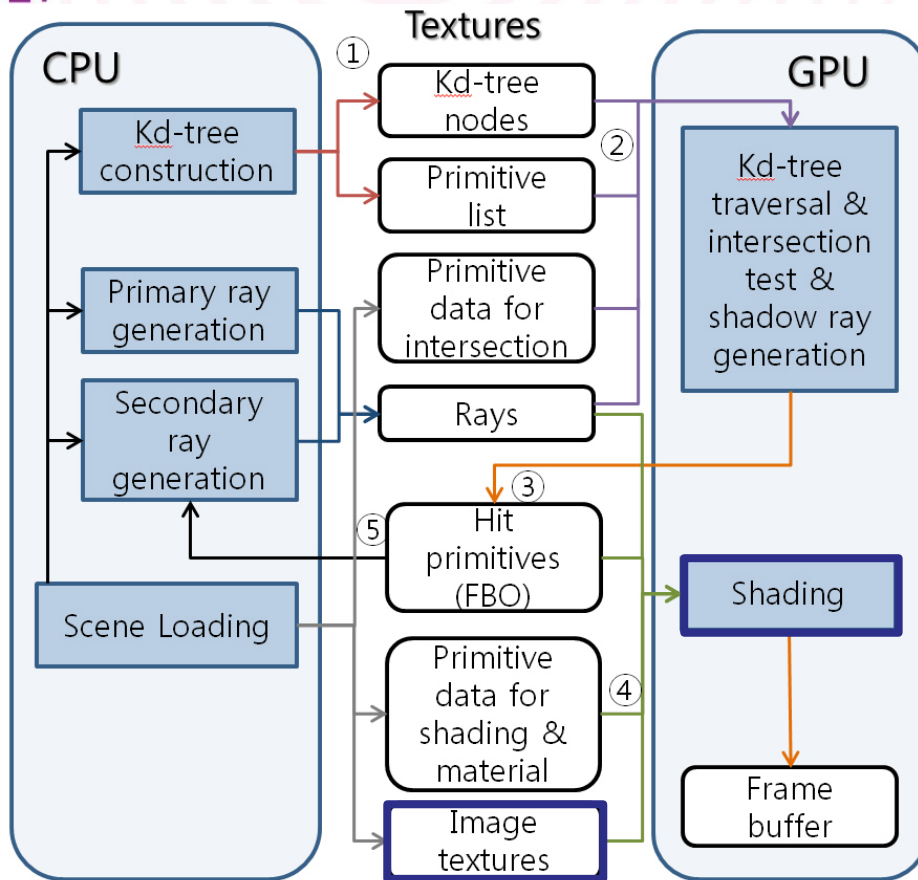 Textures
CPU
GPU
①
Kd-tree
construction
Kd-tree
nodes
②
Primitive
list
Kd-tree
traversal &
intersection
test &
shadow ray
generation
Primary ray
generation
Primitive
data for
intersection
Secondary
ray
generation
Rays
③
⑤
Hit
primitives
(FBO)
Shading
Scene Loading
Primitive
data for
shading &
material
④
Image
textures
Frame
buffer